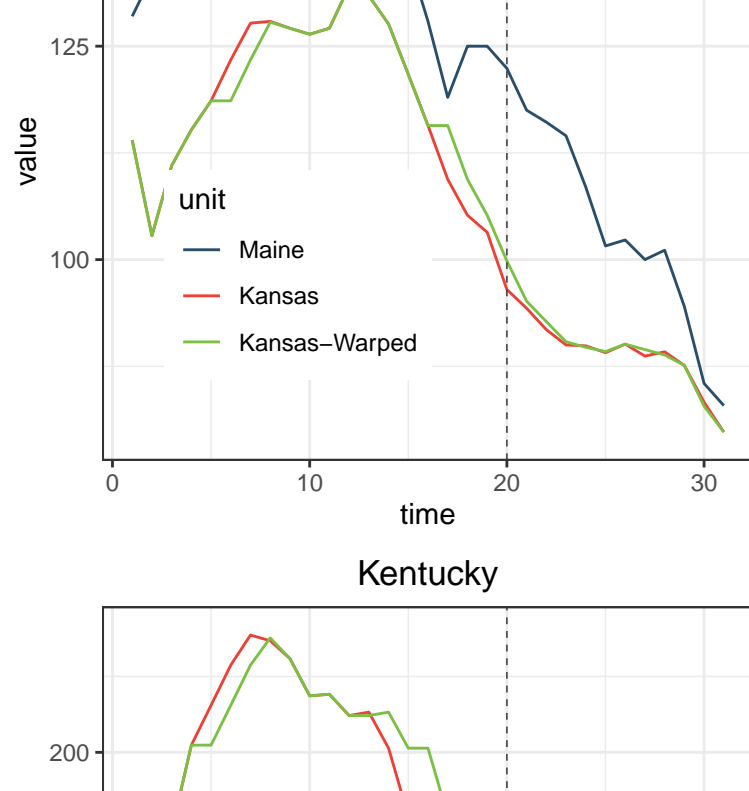 125
value
unit
Maine
100
Kansas
Kansas−Warped
0 10 20 30
time
Kentucky
200